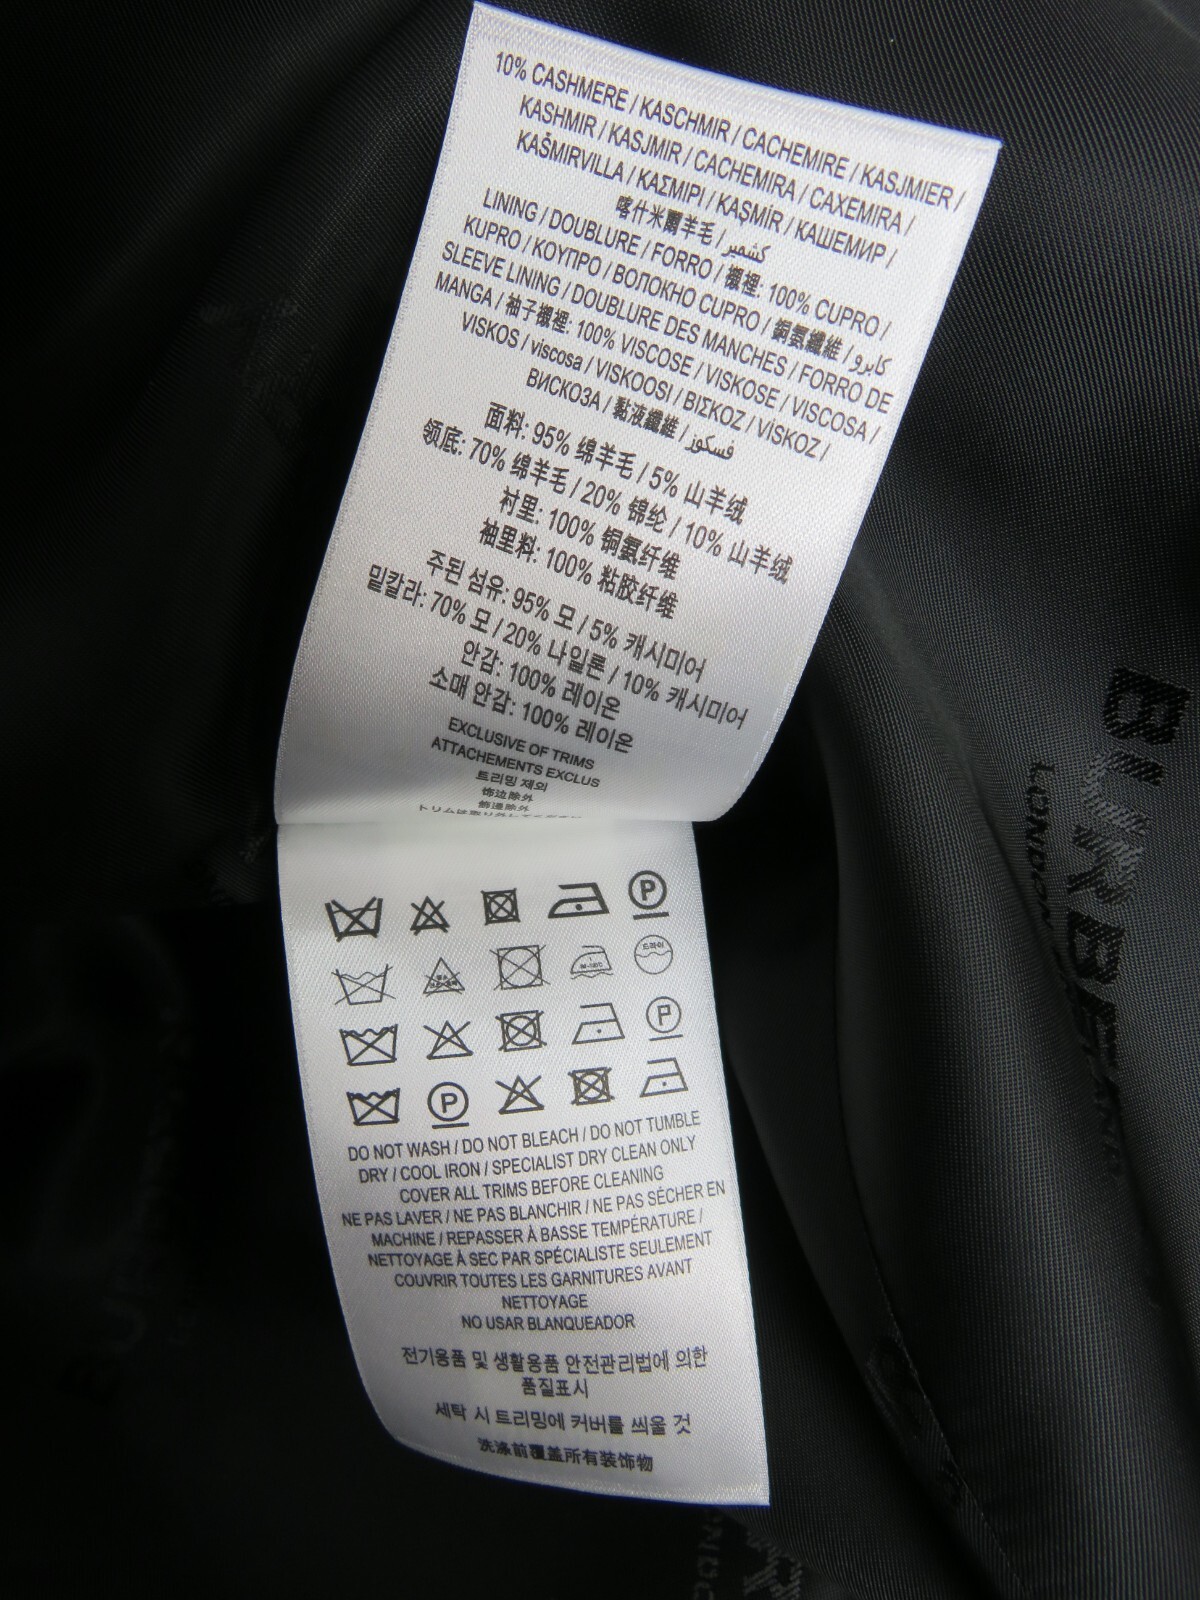 10% CASHMERE / KASCHMIR / CACHEMIRE / KASJMIER /
KASHMIR / KASJMIR / CACHEMIRA / CAXEMIRA /
KAŠMIRVILLA / ΚΑΣΜΙΡΙ / KAŞMİR / КАШЕМИР /
喀什米爾羊毛 / كشمير
LINING / DOUBLURE / FORRO / 襯裡: 100% CUPRO /
KUPRO / ΚΟΥΠΡΟ / ВОЛОКНО CUPRO / 銅氨纖維 / كابرو
SLEEVE LINING / DOUBLURE DES MANCHES / FORRO DE
MANGA / 袖子襯裡: 100% VISCOSE / VISKOSE / VISCOSA /
VISKOS / viscosa / VISKOOSI / ΒΙΣΚΟΖ / VİSKOZ /
ВИСКОЗА / 黏液纖維 / فسكوز
面料: 95% 绵羊毛 / 5% 山羊绒
领底: 70% 绵羊毛 / 20% 锦纶 / 10% 山羊绒
衬里: 100% 铜氨纤维
袖里料: 100% 粘胶纤维
주된 섬유: 95% 모 / 5% 캐시미어
밑칼라: 70% 모 / 20% 나일론 / 10% 캐시미어
안감: 100% 레이온
소매 안감: 100% 레이온
EXCLUSIVE OF TRIMS
ATTACHEMENTS EXCLUS
트리밍 제외
饰边除外
飾邊除外
P
드라이
P
P
DO NOT WASH / DO NOT BLEACH / DO NOT TUMBLE
DRY / COOL IRON / SPECIALIST DRY CLEAN ONLY
COVER ALL TRIMS BEFORE CLEANING
NE PAS LAVER / NE PAS BLANCHIR / NE PAS SÉCHER EN
MACHINE / REPASSER À BASSE TEMPÉRATURE /
NETTOYAGE À SEC PAR SPÉCIALISTE SEULEMENT
COUVRIR TOUTES LES GARNITURES AVANT
NETTOYAGE
NO USAR BLANQUEADOR
전기용품 및 생활용품 안전관리법에 의한
품질표시
세탁 시 트리밍에 커버를 씌울 것
洗涤前覆盖所有装饰物
BURBERRY
LONDON